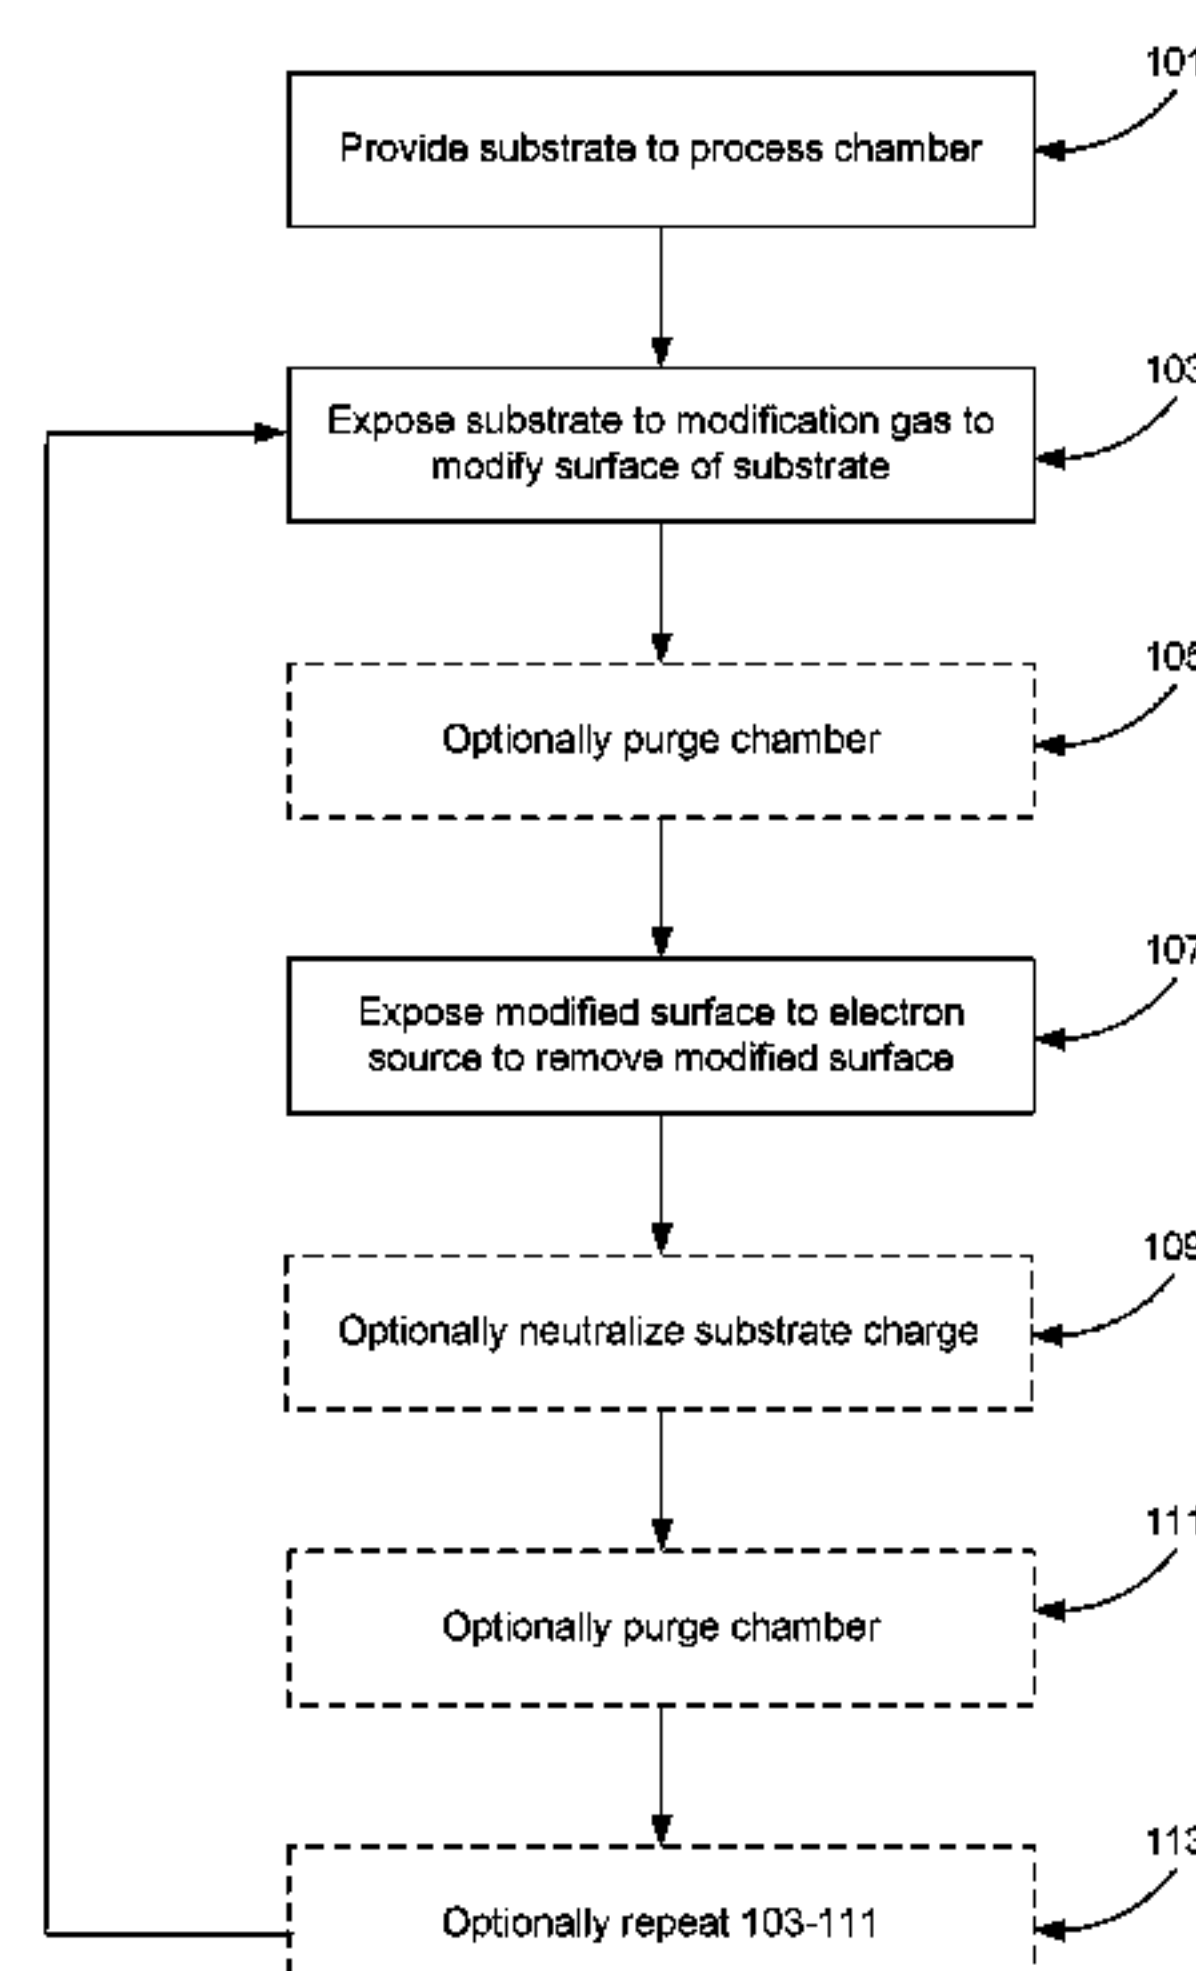 101
Provide substrate to process chamber
103
Expose substrate to modification gas to
modify surface of substrate
105
Optionally purge chamber
107
Expose modified surface to electron
source to remove modified surface
109
Optionally neutralize substrate charge
111
Optionally purge chamber
113
Optionally repeat 103-111